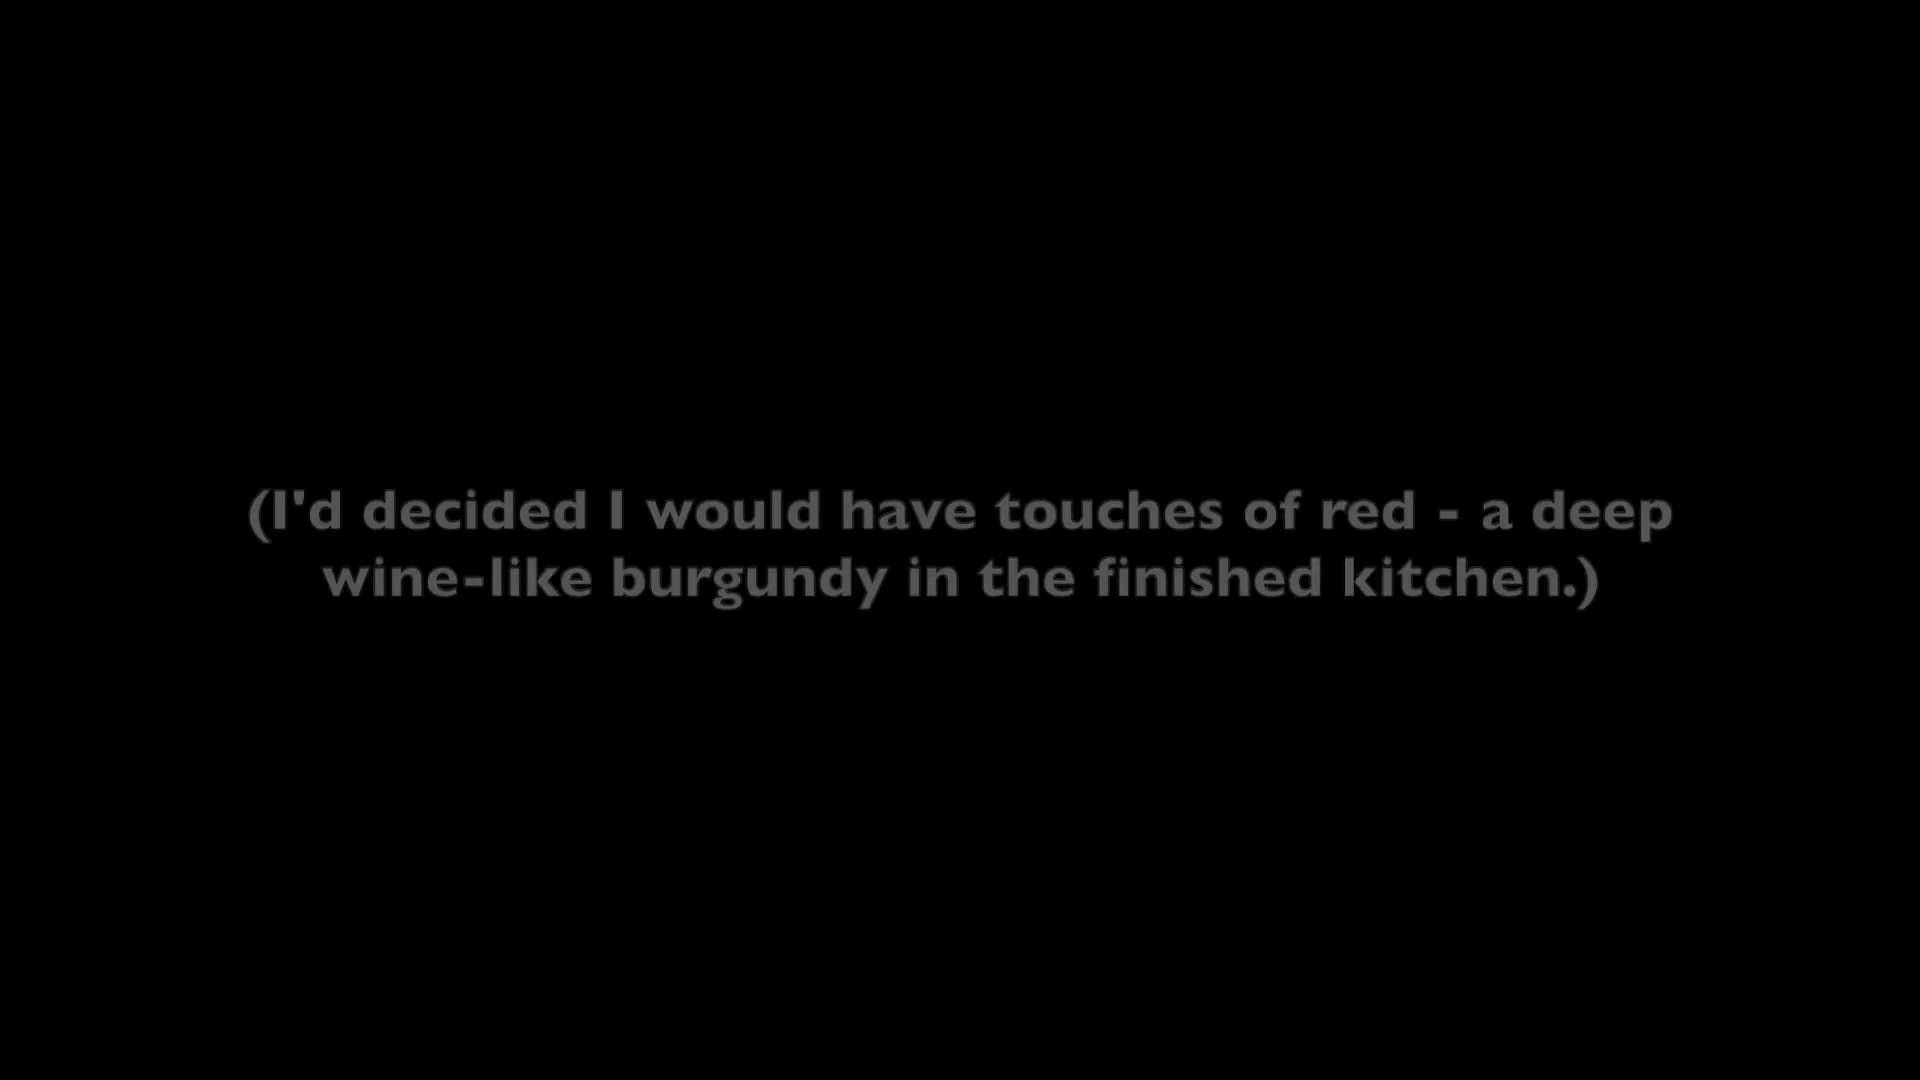 (I'd decided I would have touches of red - a deep
wine-like burgundy in the finished kitchen.)